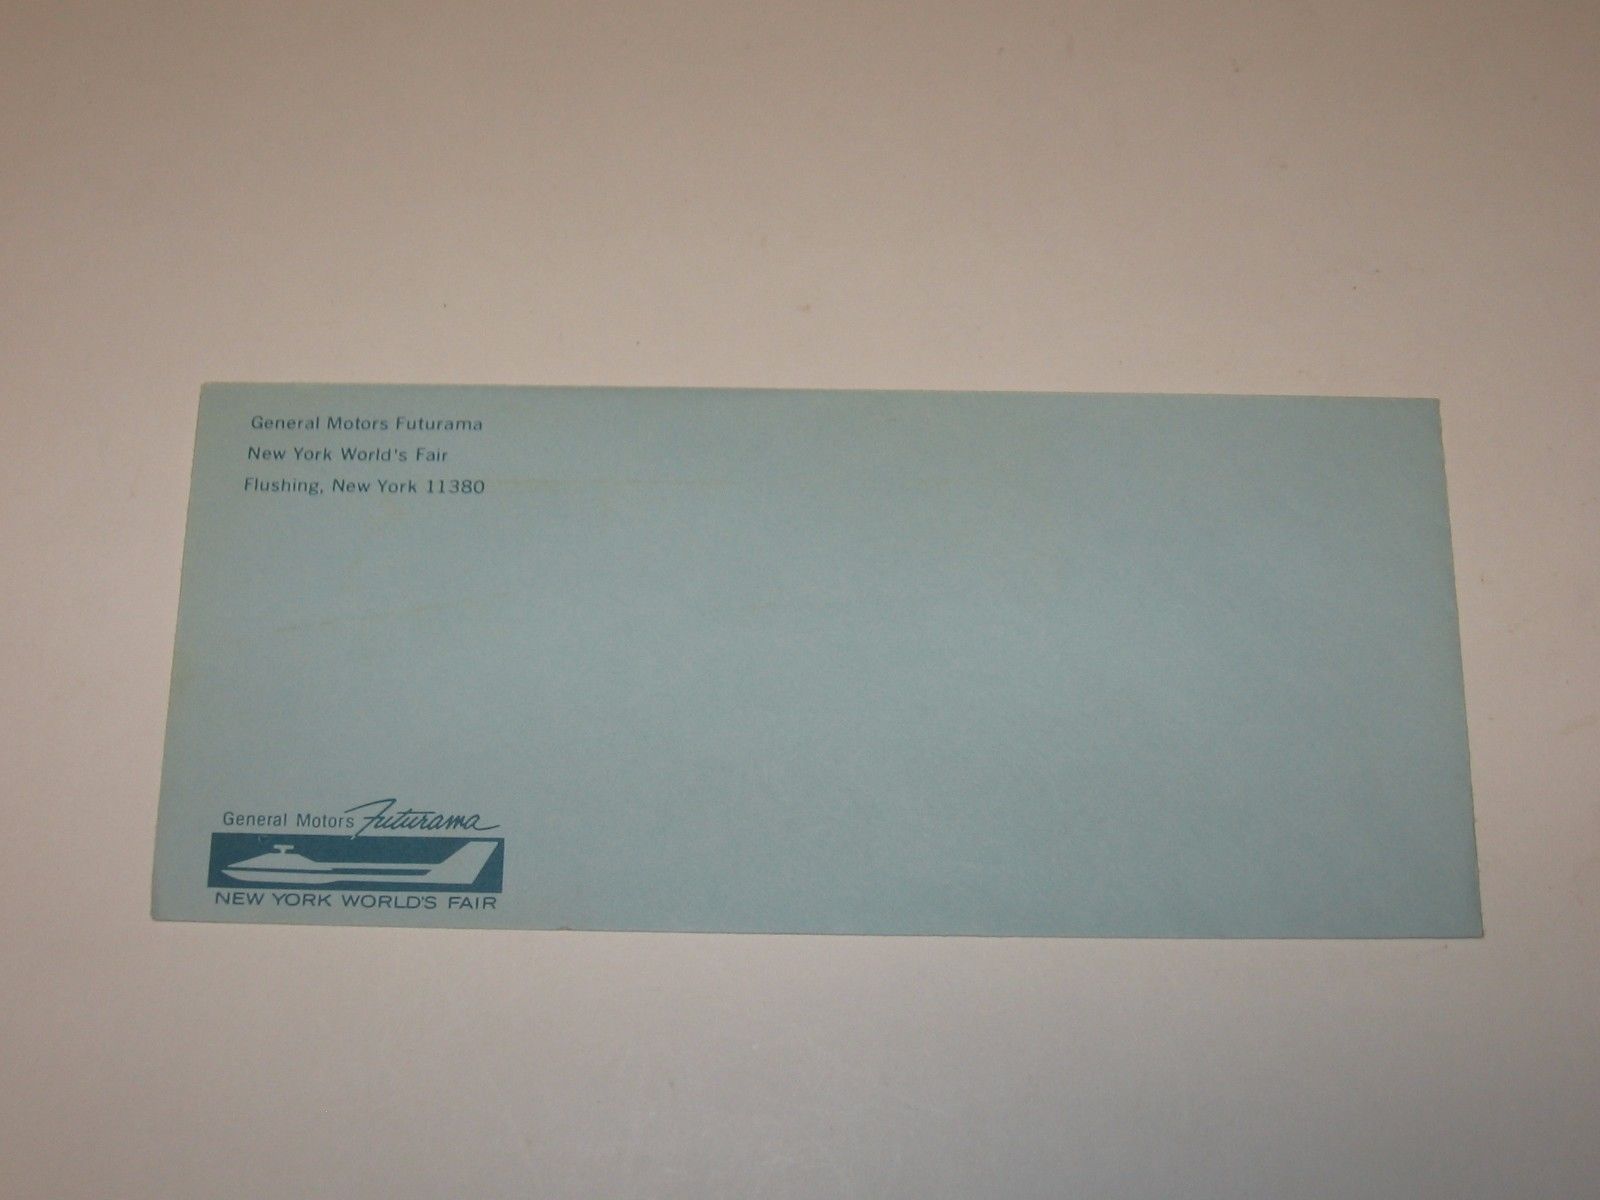 General Motors Futurama
New York World's Fair
Flushing, New York 11380
General Motors Futurama
NEW YORK WORLD'S FAIR